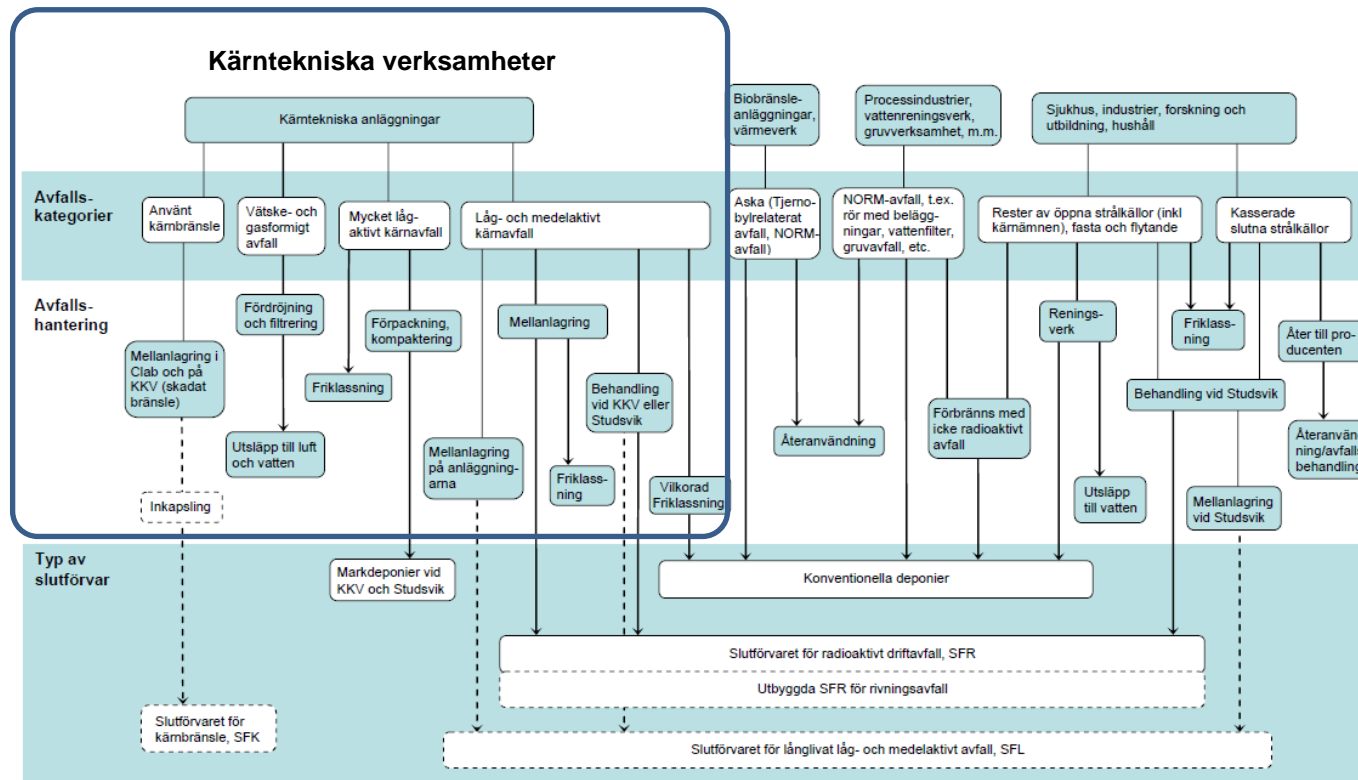 Kärntekniska verksamheter
Kärntekniska anläggningar
Biobränsle-
anläggningar,
värmeverk
Processindustrier,
vattenreningsverk,
gruvverksamhet, m.m.
Sjukhus, industrier, forskning och
utbildning, hushåll
Avfalls-
kategorier
Använt
kärnbränsle
Vätske- och
gasformigt
avfall
Mycket låg-
aktivt kärnavfall
Låg- och medelaktivt
kärnavfall
Aska (Tjerno-
bylrelaterat
avfall, NORM-
avfall)
NORM-avfall, t.ex.
rör med belägg-
ningar, vattenfilter,
gruvavfall, etc.
Rester av öppna strålkällor (inkl
kärnämnen), fasta och flytande
Kasserade
slutna strålkällor
Avfalls-
hantering
Mellanlagring i
Clab och på
KKV (skadat
bränsle)
Fördröjning
och filtrering
Friklassning
Förpackning,
kompaktering
Mellanlagring
Behandling
vid KKV eller
Studsvik
Utsläpp till luft
och vatten
Mellanlagring
på anläggning-
arna
Friklass-
ning
Vilkorad
Friklassning
Inkapsling
Återanvändning
Förbränns med
icke radioaktivt
avfall
Renings-
verk
Friklass-
ning
Åter till pro-
ducenten
Behandling vid Studsvik
Återanvänd
ning/avfalls
behandling
Utsläpp
till vatten
Mellanlagring
vid Studsvik
Typ av
slutförvar
Markdeponier vid
KKV och Studsvik
Konventionella deponier
Slutförvaret för radioaktivt driftavfall, SFR
Utbyggda SFR för rivningsavfall
Slutförvaret för
kärnbränsle, SFK
Slutförvaret för långlivat låg- och medelaktivt avfall, SFL